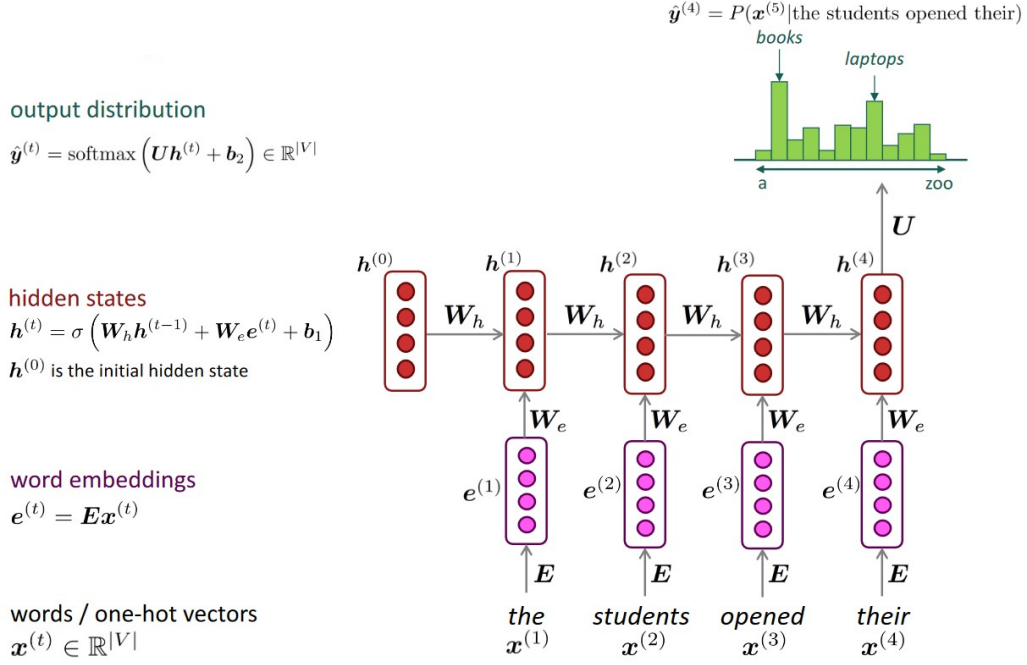 ŷ⁽⁴⁾ = P(x⁽⁵⁾|the students opened their)
books
laptops
output distribution
ŷ⁽ᵗ⁾ = softmax(Uh⁽ᵗ⁾ + b₂) ∈ ℝ|V|
a zoo
U
h⁽⁰⁾ h⁽¹⁾ h⁽²⁾ h⁽³⁾ h⁽⁴⁾
hidden states
W_h W_h W_h W_h
h⁽ᵗ⁾ = σ(W_h h⁽ᵗ⁻¹⁾ + W_e e⁽ᵗ⁾ + b₁)
h⁽⁰⁾ is the initial hidden state
W_e W_e W_e W_e
word embeddings
e⁽¹⁾ e⁽²⁾ e⁽³⁾ e⁽⁴⁾
e⁽ᵗ⁾ = Ex⁽ᵗ⁾
E E E E
words / one-hot vectors the students opened their
x⁽ᵗ⁾ ∈ ℝ|V| x⁽¹⁾ x⁽²⁾ x⁽³⁾ x⁽⁴⁾